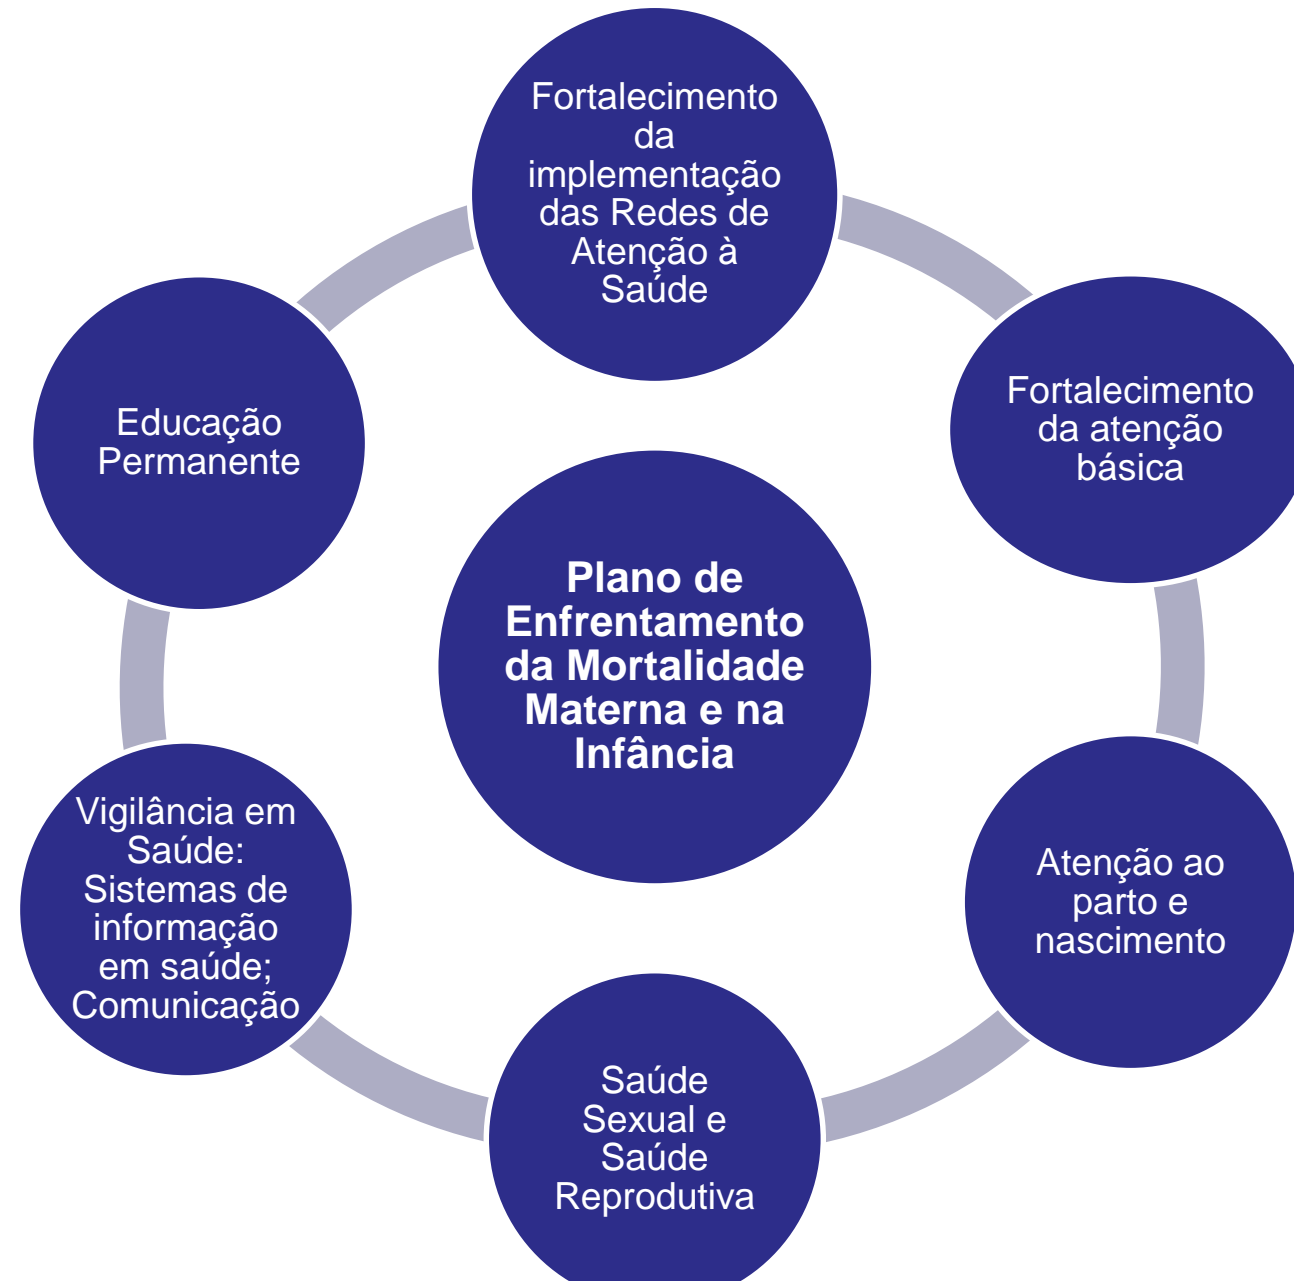 Fortalecimento
da
implementação
das Redes de
Atenção à
Saúde
Fortalecimento
da atenção
básica
Atenção ao
parto e
nascimento
Saúde
Sexual e
Saúde
Reprodutiva
Vigilância em
Saúde:
Sistemas de
informação
em saúde;
Comunicação
Educação
Permanente
Plano de
Enfrentamento
da Mortalidade
Materna e na
Infância